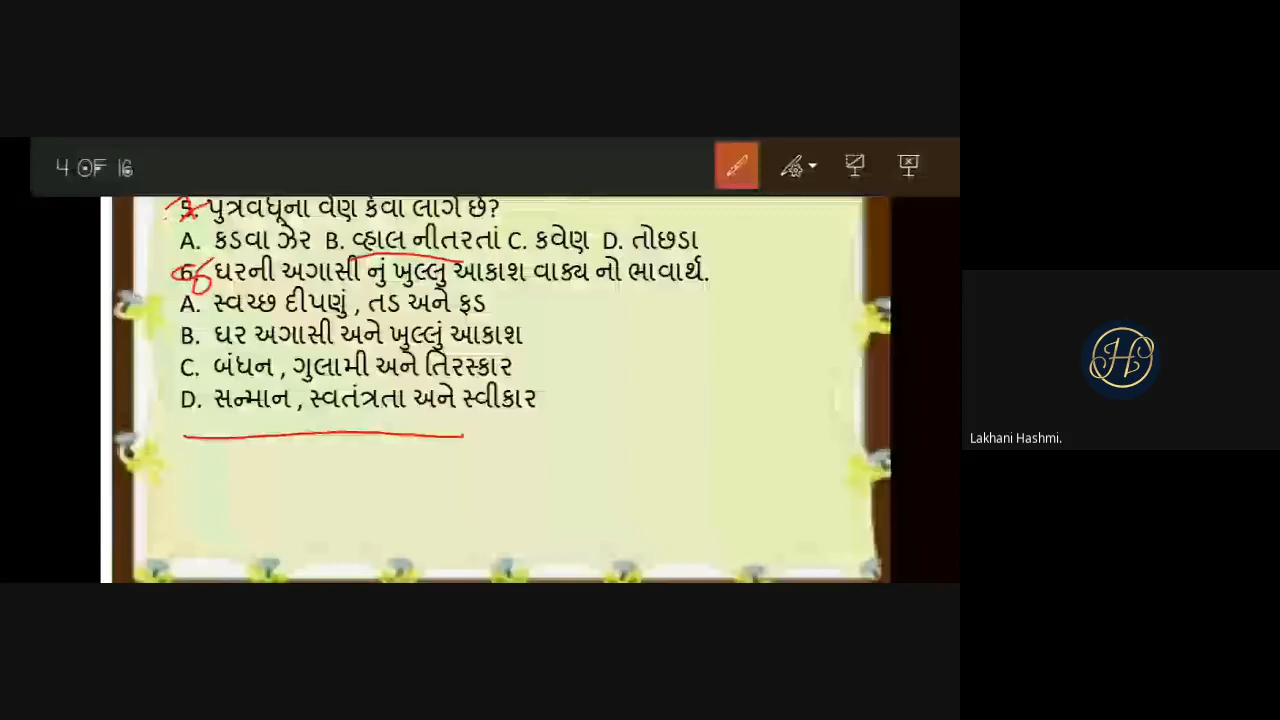 4 OF 16
5. પુત્રવધૂના વેણ કેવા લાગે છે?
A. કડવા ઝેર B. વ્હાલ નીતરતાં C. કવેણ D. તોછડા
6. ઘરની અગાસી નું ખુલ્લુ આકાશ વાક્ય નો ભાવાર્થ.
A. સ્વચ્છ દીપણું , તડ અને ફડ
B. ઘર અગાસી અને ખુલ્લું આકાશ
C. બંધન , ગુલામી અને તિરસ્કાર
D. સન્માન , સ્વતંત્રતા અને સ્વીકાર
H
Lakhani Hashmi.